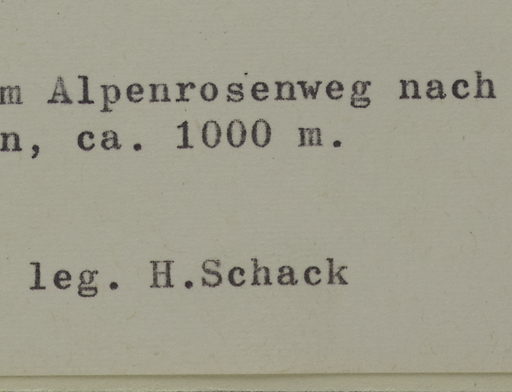 m Alpenrosenweg nach
n, ca. 1000 m.
leg. H.Schack